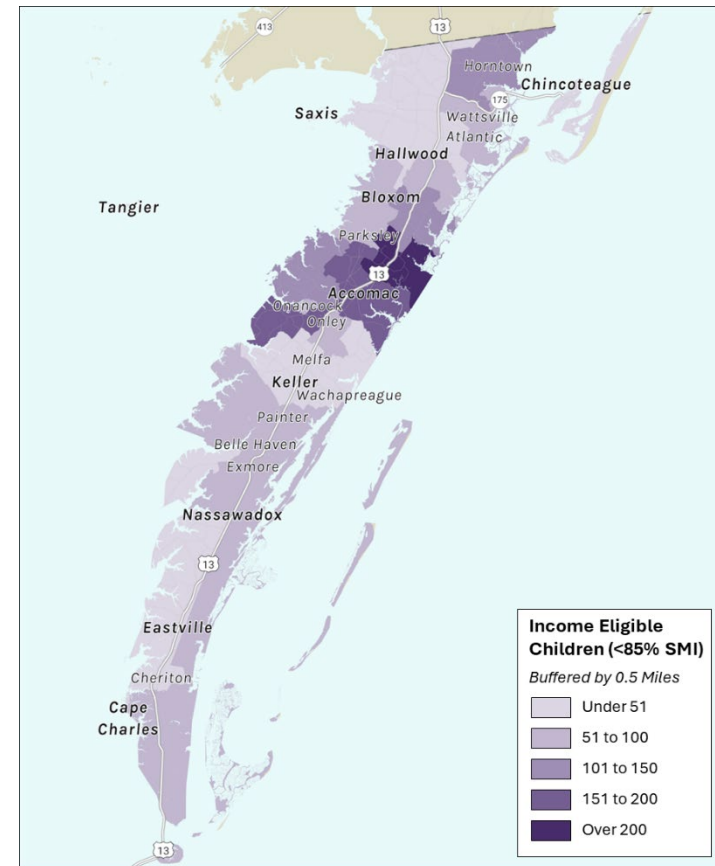 413
13
Horntown
Chincoteague
175
Saxis
Wattsville
Atlantic
Hallwood
Bloxom
Tangier
Parksley
13
Accomac
Onancock
Onley
Melfa
Keller
Wachapreague
Painter
Belle Haven
Exmore
Nassawadox
13
Eastville
Cheriton
Cape
Charles
13
Income Eligible
Children (<85% SMI)
Buffered by 0.5 Miles
Under 51
51 to 100
101 to 150
151 to 200
Over 200